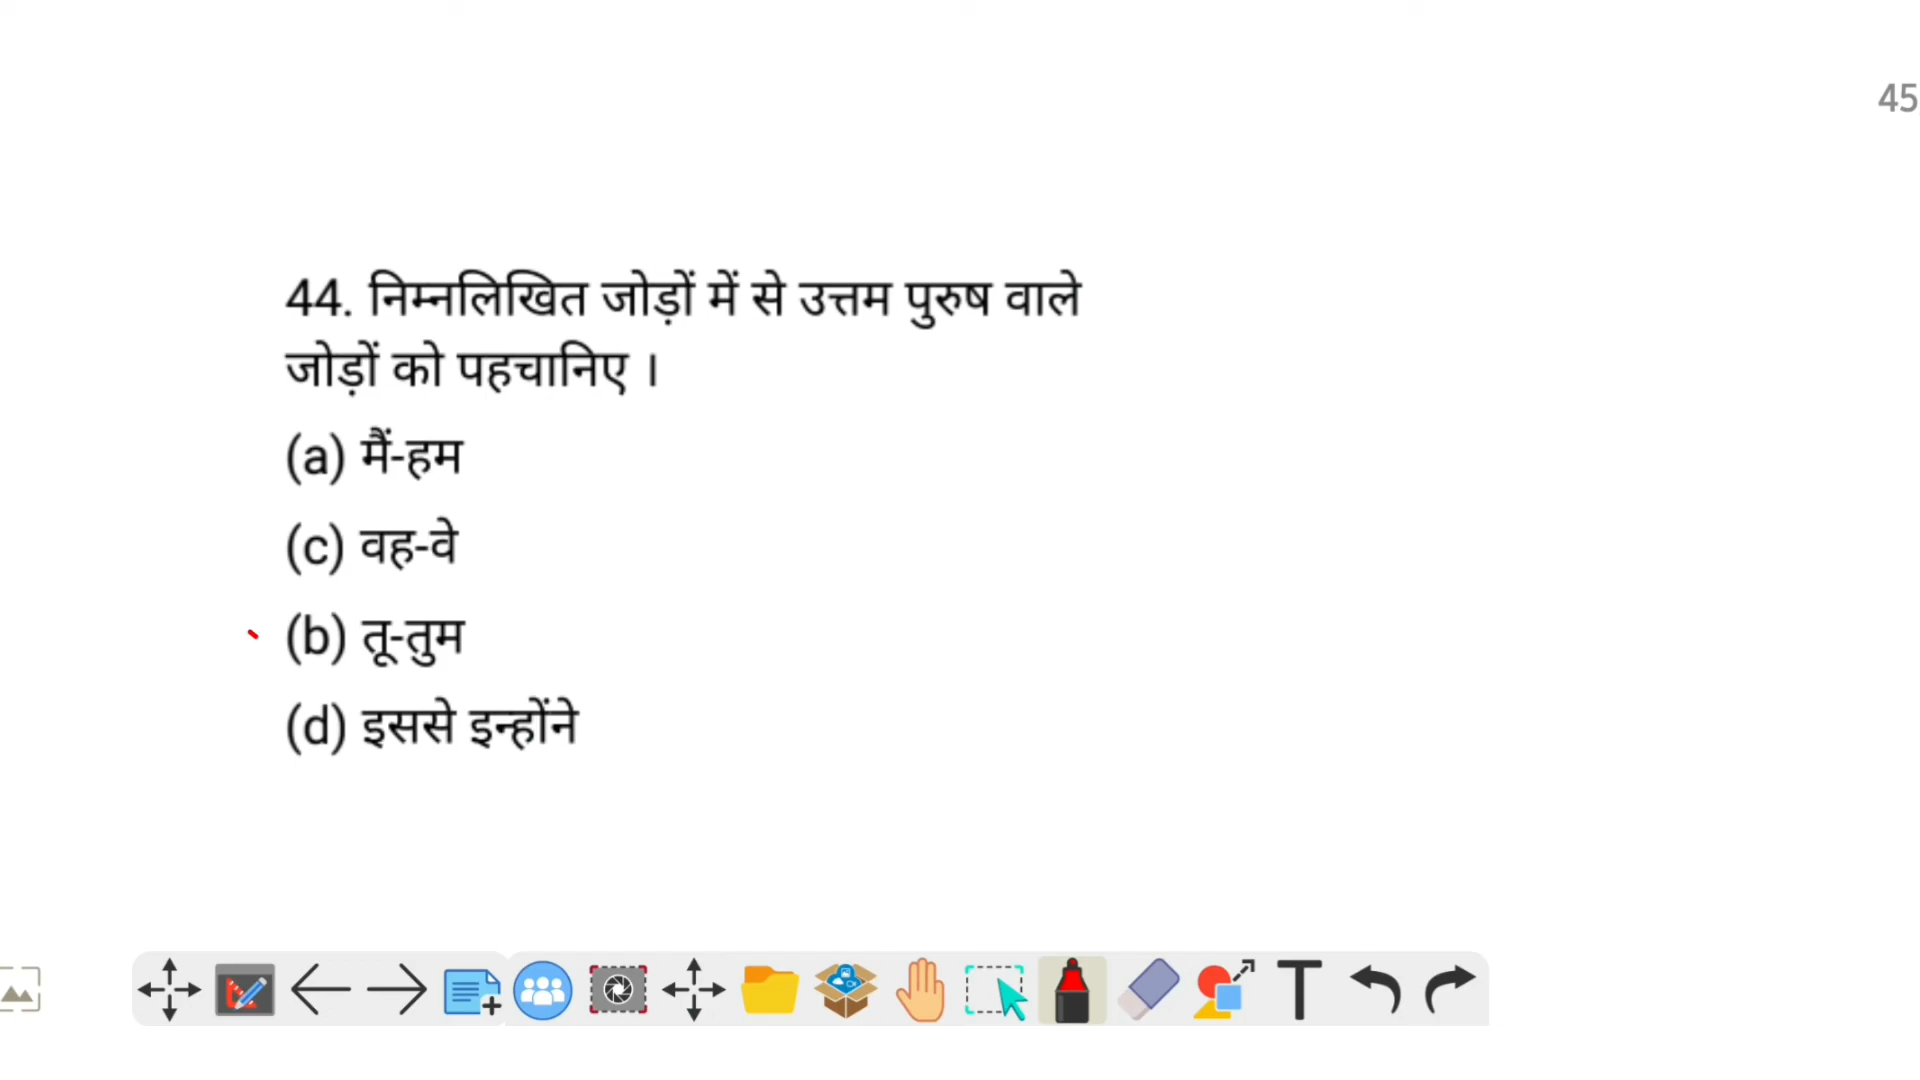 45
44. निम्नलिखित जोड़ों में से उत्तम पुरुष वाले
जोड़ों को पहचानिए ।
(a) मैं-हम
(c) वह-वे
(b) तू-तुम
(d) इससे इन्होंने